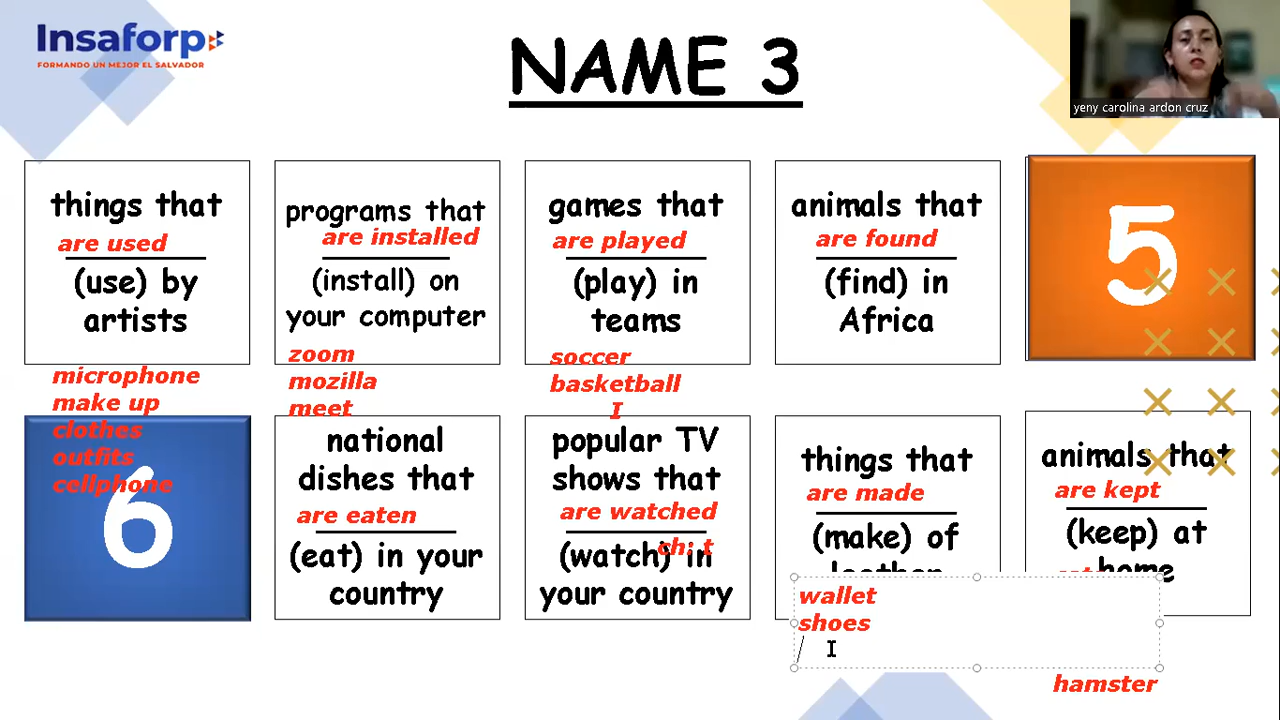 Insaforp
FORMANDO UN MEJOR EL SALVADOR
NAME 3
yeny carolina ardon cruz
things that
are used
(use) by
artists
microphone
make up
clothes
outfits
cellphone
programs that
are installed
(install) on
your computer
zoom
mozilla
meet
games that
are played
(play) in
teams
soccer
basketball
animals that
are found
(find) in
Africa
5
6
national
dishes that
are eaten
(eat) in your
country
popular TV
shows that
are watched
(watch) in
your country
things that
are made
(make) of
leather
wallet
shoes
animals that
are kept
(keep) at
home
hamster